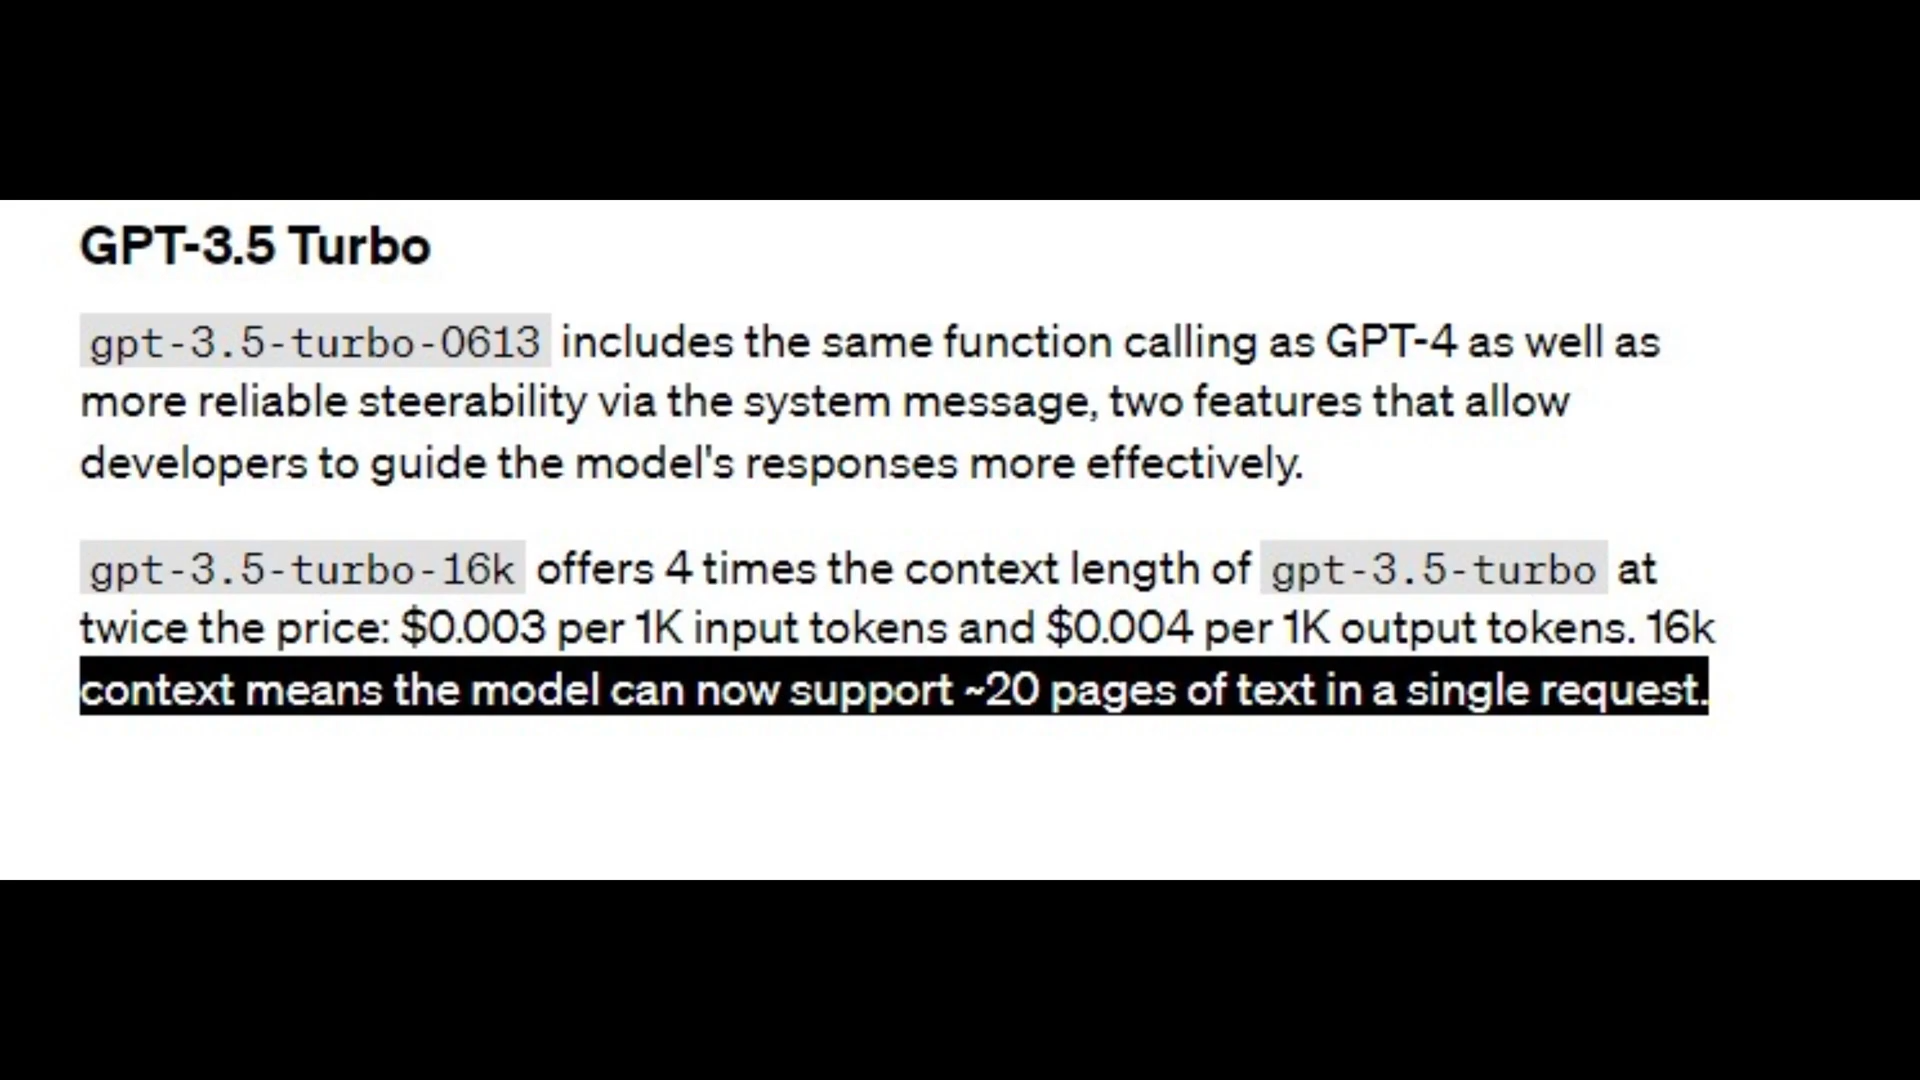 GPT-3.5 Turbo
gpt-3.5-turbo-0613 includes the same function calling as GPT-4 as well as
more reliable steerability via the system message, two features that allow
developers to guide the model's responses more effectively.
gpt-3.5-turbo-16k offers 4 times the context length of gpt-3.5-turbo at
twice the price: $0.003 per 1K input tokens and $0.004 per 1K output tokens. 16k
context means the model can now support ~20 pages of text in a single request.